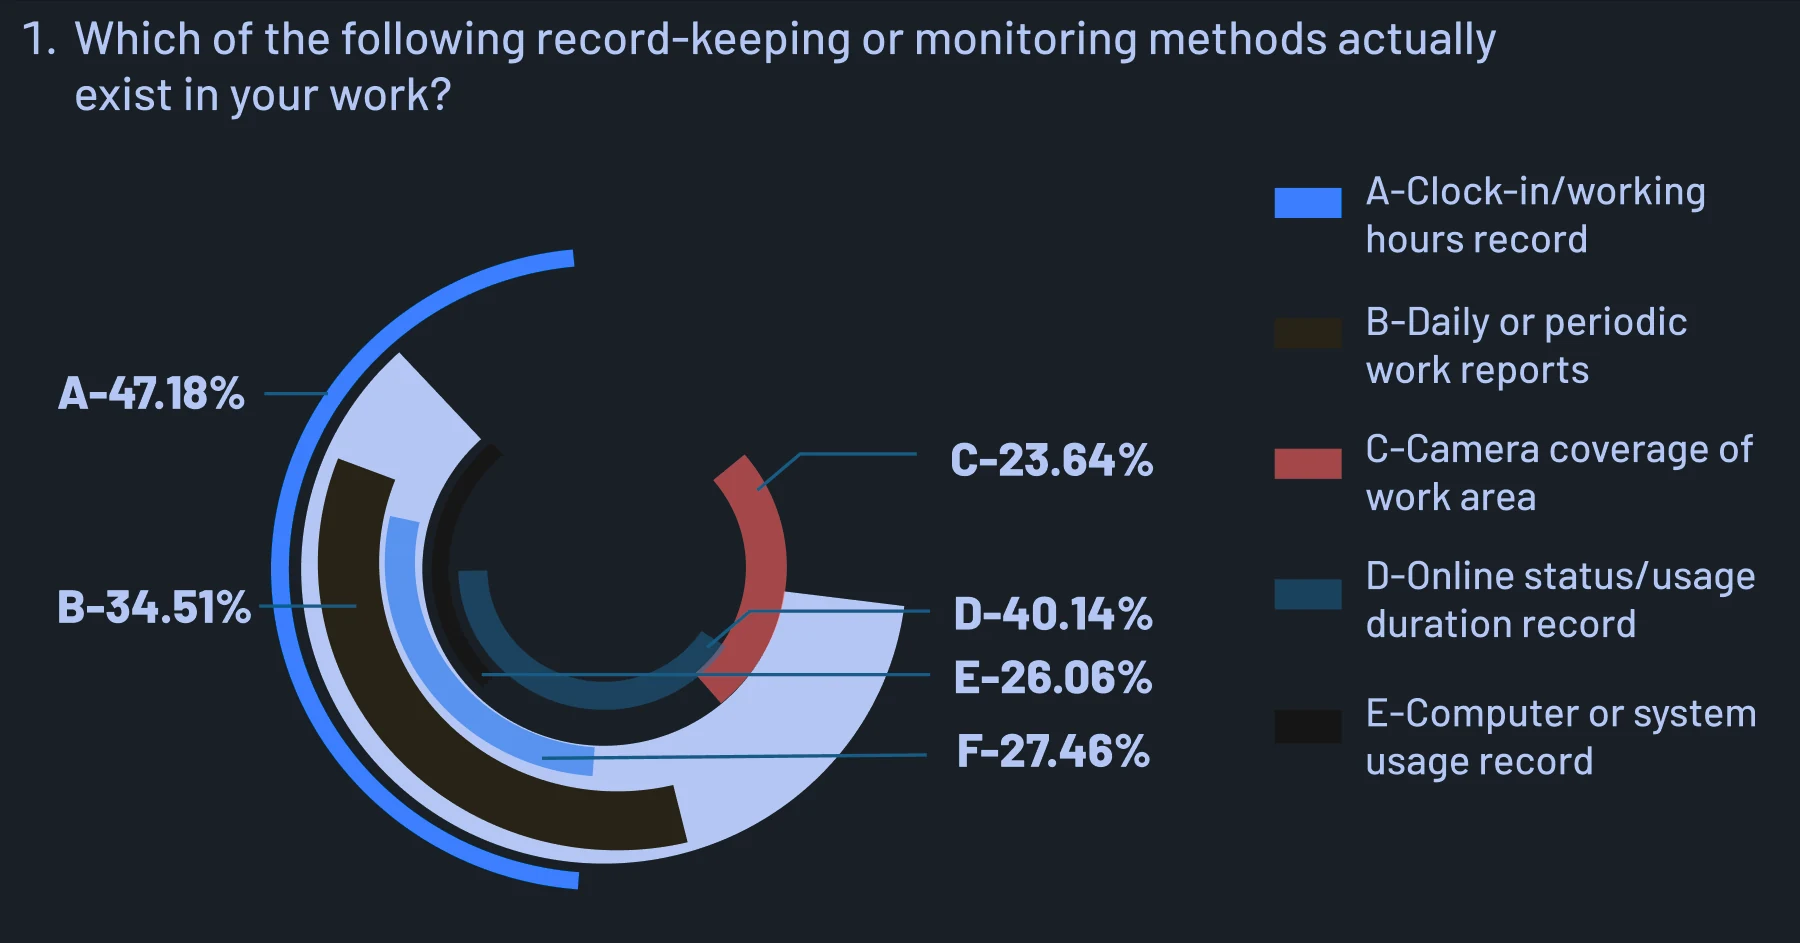 1. Which of the following record-keeping or monitoring methods actually
exist in your work?
A-47.18%
B-34.51%
C-23.64%
D-40.14%
E-26.06%
F-27.46%
A-Clock-in/working
hours record
B-Daily or periodic
work reports
C-Camera coverage of
work area
D-Online status/usage
duration record
E-Computer or system
usage record